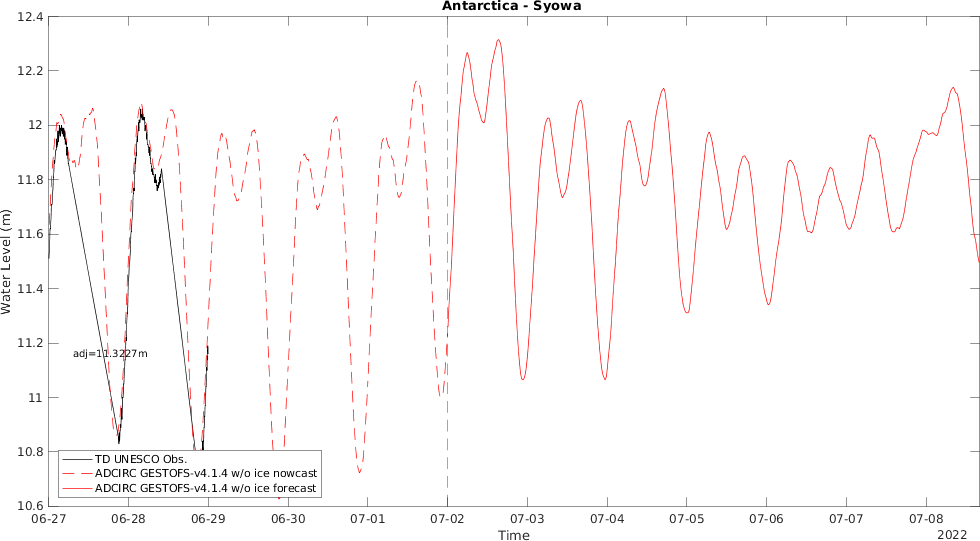 Antarctica - Syowa
12.4
12.2
12
11.8
11.6
11.4
11.2
11
10.8
10.6
Water Level (m)
adj=11.3227m
TD UNESCO Obs.
ADCIRC GESTOFS-v4.1.4 w/o ice nowcast
ADCIRC GESTOFS-v4.1.4 w/o ice forecast
06-27 06-28 06-29 06-30 07-01 07-02 07-03 07-04 07-05 07-06 07-07 07-08
Time
2022